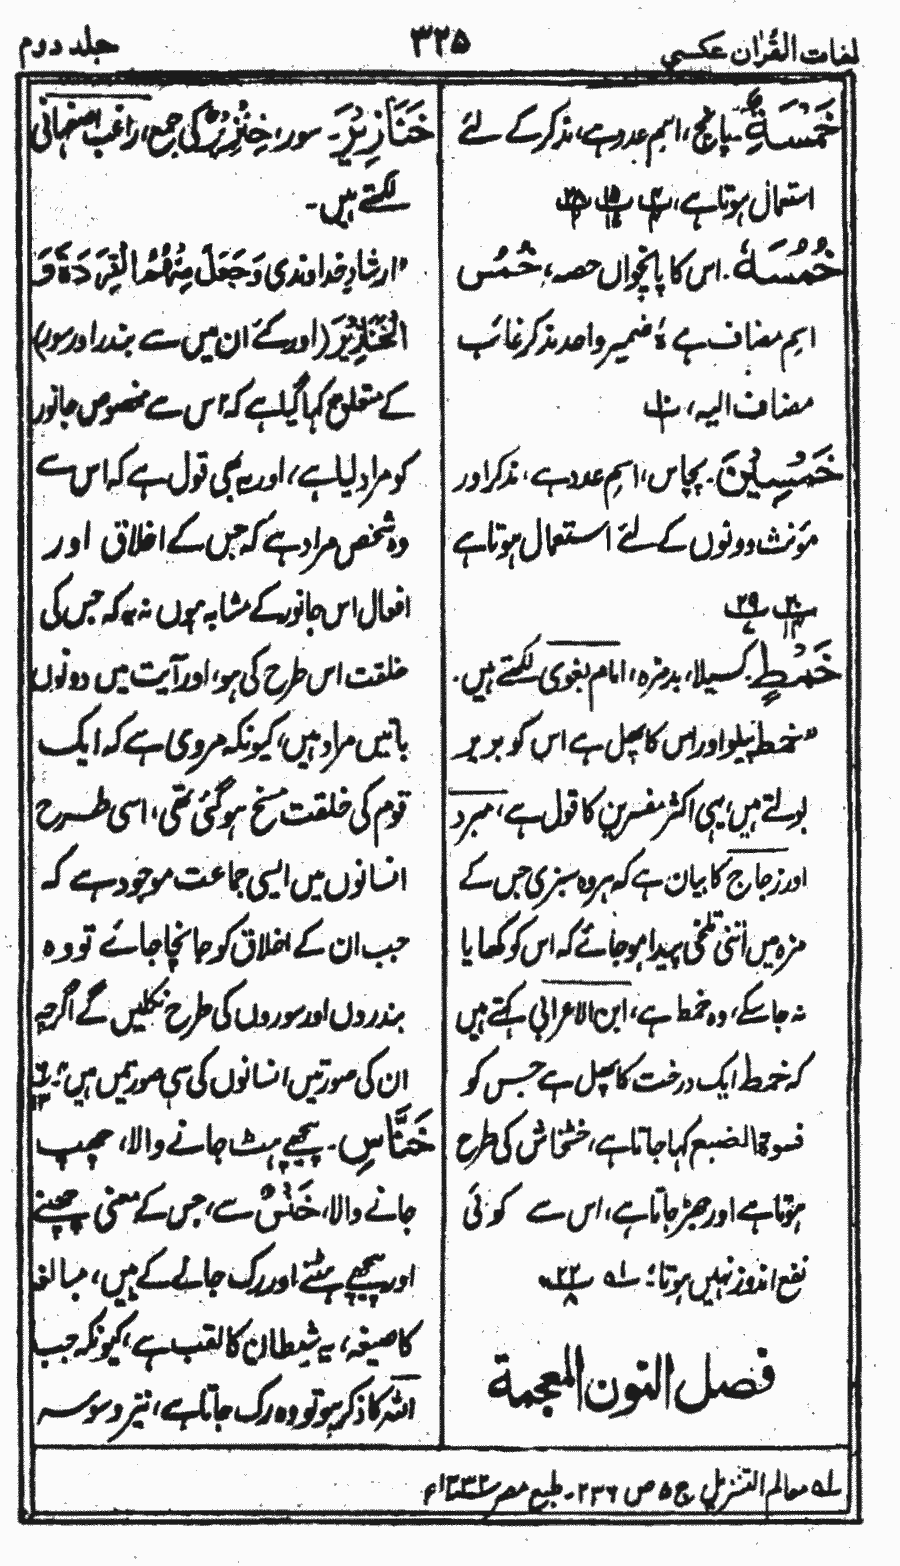 لغات القرآن عکسی
۳۲۵
جلد دوم
خَمْسَةٍ۔ پانچ، اسم عدد ہے، مذکر کے لئے
استعمال ہوتا ہے،
خُمُسَهٗ۔ اس کا پانچواں حصہ، خُمُس
اسم مضاف ہے ہٗ ضمیر واحد مذکر غائب
مضاف الیہ،
خَمْسِيْنَ۔ پچاس، اسم عدد ہے، مذکر اور
مؤنث دونوں کے لئے استعمال ہوتا ہے
خَمْطٍ۔ کسیلا، بدمزہ، امام بغوی لکھتے ہیں۔
”خمط پیلو اور اس کا پھل ہے اس کو بربر
بولتے ہیں، یہی اکثر مفسرین کا قول ہے، مبرد
اور زجاج کا بیان ہے کہ ہر وہ سبزی جس کے
مزہ میں اتنی تلخی پیدا ہو جائے کہ اس کو کھایا
نہ جا سکے، وہ خمط ہے، ابن الاعرابی کہتے ہیں
کہ خمط ایک درخت کا پھل ہے جس کو
فسوۃ الضبع کہا جاتا ہے، خشخاش کی طرح
ہوتا ہے اور جھڑ جاتا ہے، اس سے کوئی
نفع اندوز نہیں ہوتا؛ لہ ۲۲
فصل النون المعجمة
خَنَازِيْرَ۔ سور، خِنْزِيْرٌ کی جمع، راغب اصفہانی
لکھتے ہیں۔
”ارشادِ خداوندی وَجَعَلَ مِنْهُمُ الْقِرَدَةَ وَ
الْخَنَازِيْرَ (اور کئے ان میں سے بندر اور سور)
کے متعلق کہا گیا ہے کہ اس سے مخصوص جانور
کو مراد لیا ہے، اور یہ بھی قول ہے کہ اس سے
وہ شخص مراد ہے کہ جس کے اخلاق اور
افعال اس جانور کے مشابہ ہوں نہ یہ کہ جس کی
خلقت اس طرح کی ہو، اور آیت میں دونوں
باتیں مراد ہیں، کیونکہ مروی ہے کہ ایک
قوم کی خلقت مسخ ہو گئی تھی، اسی طرح
انسانوں میں ایسی جماعت موجود ہے کہ
جب ان کے اخلاق کو جانچا جائے تو وہ
بندروں اور سوروں کی طرح نکلیں گے اگرچہ
ان کی صورتیں انسانوں کی سی صورتیں ہیں؛
خَنَّاسِ۔ پیچھے ہٹ جانے والا، چھپ
جانے والا، خَنْسٌ سے، جس کے معنی چھپنے
اور پیچھے ہٹنے اور رک جانے کے ہیں، مبالغہ
کا صیغہ، یہ شیطان کا لقب ہے، کیونکہ جب
اللہ کا ذکر ہو تو وہ رک جاتا ہے، نیز وسوسہ
لہ معالم التنزیل ج ۵ ص ۲۳۶۔ طبع مصر ۱۳۳۲ھ